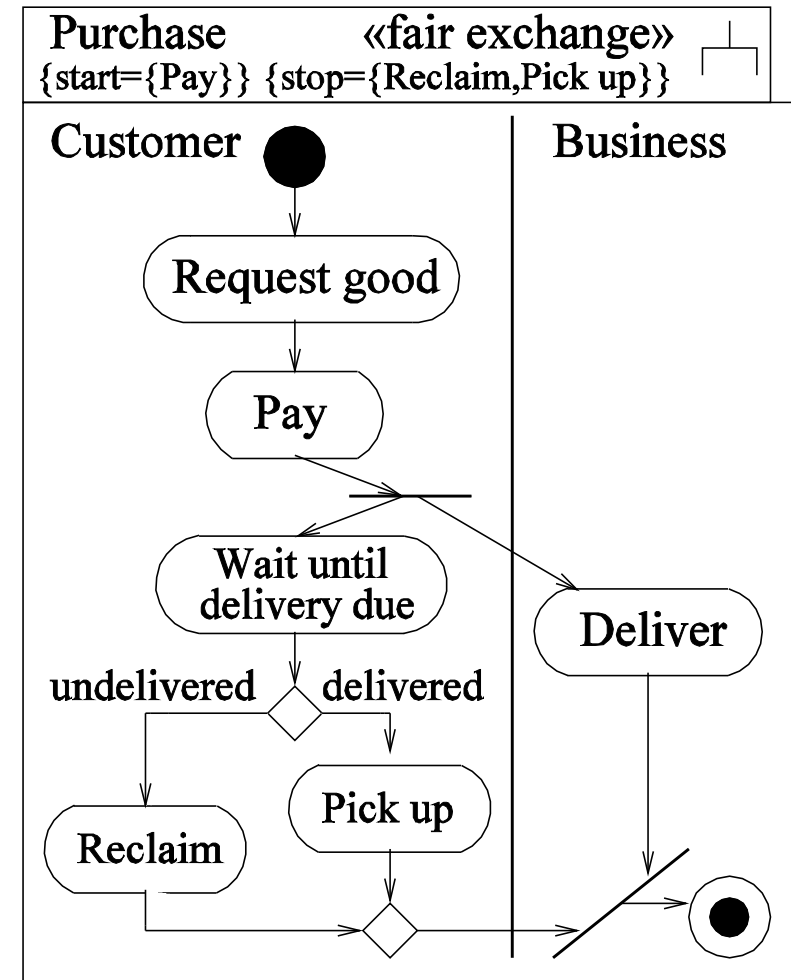 Purchase «fair exchange»
{start={Pay}} {stop={Reclaim,Pick up}}
Customer
Business
Request good
Pay
Wait until
delivery due
Deliver
undelivered
delivered
Pick up
Reclaim